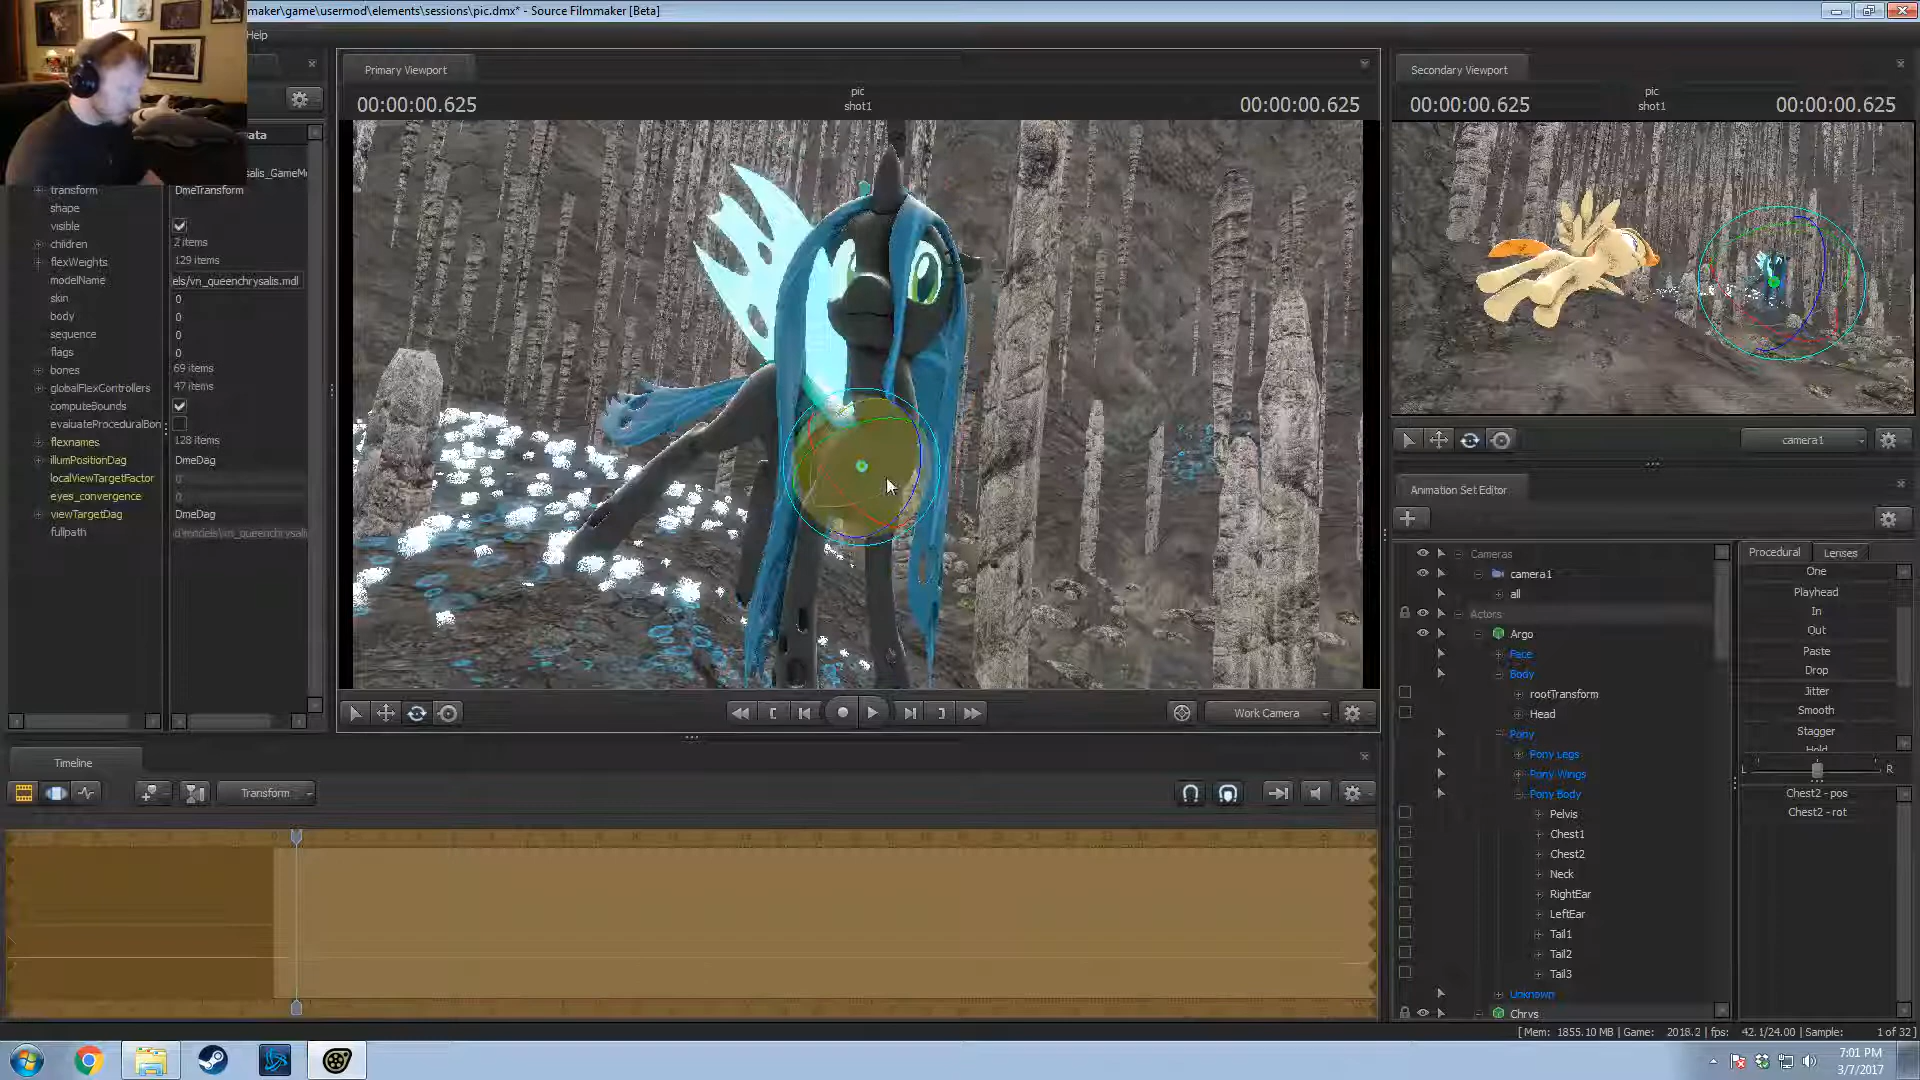 maker\game\usermod\elements\sessions\pic.dmx* - Source Filmmaker [Beta]
Help
Primary Viewport
pic
shot1
00:00:00.625
00:00:00.625
Secondary Viewport
pic
shot1
00:00:00.625
00:00:00.625
transform
DmeTransform
shape
visible
children
2 items
flexWeights
129 items
modelName
els/vn_queenchrysalis.mdl
skin
0
body
0
sequence
0
flags
0
bones
69 items
globalFlexControllers
47 items
computeBounds
evaluateProceduralBon
flexnames
128 items
illumPositionDag
DmeDag
localViewTargetFactor
0
eyes_convergence
0
viewTargetDag
DmeDag
fullpath
camera1
Work Camera
Animation Set Editor
Cameras
camera1
all
Actors
Argo
Face
Body
rootTransform
Head
Pony
Pony Legs
Pony Wings
Pony Body
Pelvis
Chest1
Chest2
Neck
RightEar
LeftEar
Tail1
Tail2
Tail3
Unknown
Chrys
Procedural
Lenses
One
Playhead
In
Out
Paste
Drop
Jitter
Smooth
Stagger
Hold
L
R
Chest2 - pos
Chest2 - rot
Timeline
Transform
[ Mem: 1855.10 MB | Game: 2018.2 | fps: 42.1/24.00 | Sample: 1 of 32 ]
7:01 PM
3/7/2017